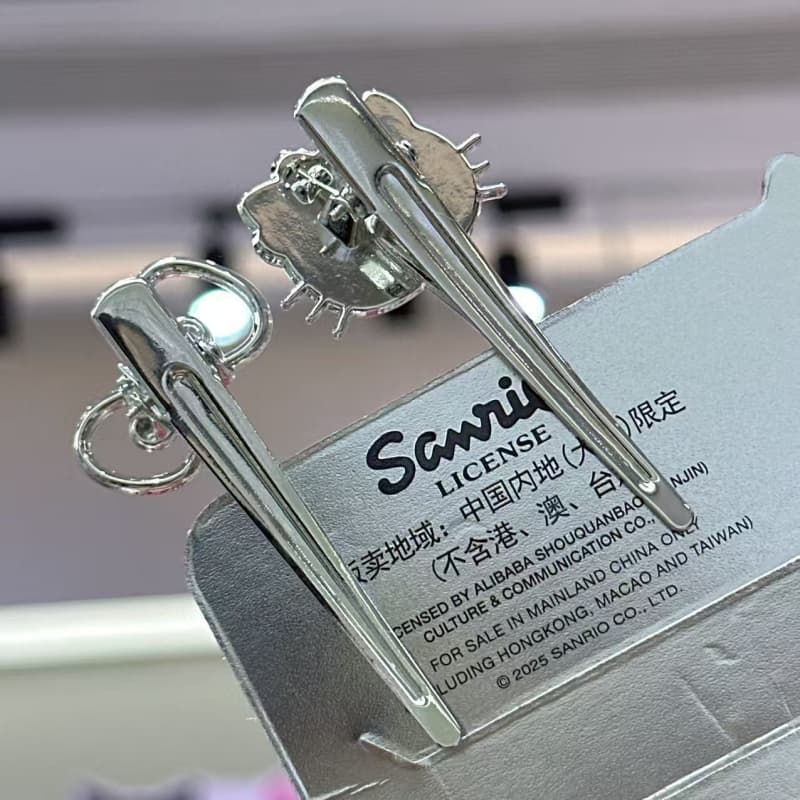 Sanrio
LICENSE
卖地域：中国内地(大)限定
(不含港、澳、台
CENSED BY ALIBABA SHOUQUANBAO ANJIN)
CULTURE & COMMUNICATION CO.,
FOR SALE IN MAINLAND CHINA ONLY
LUDING HONGKONG, MACAO AND TAIWAN)
© 2025 SANRIO CO., LTD.